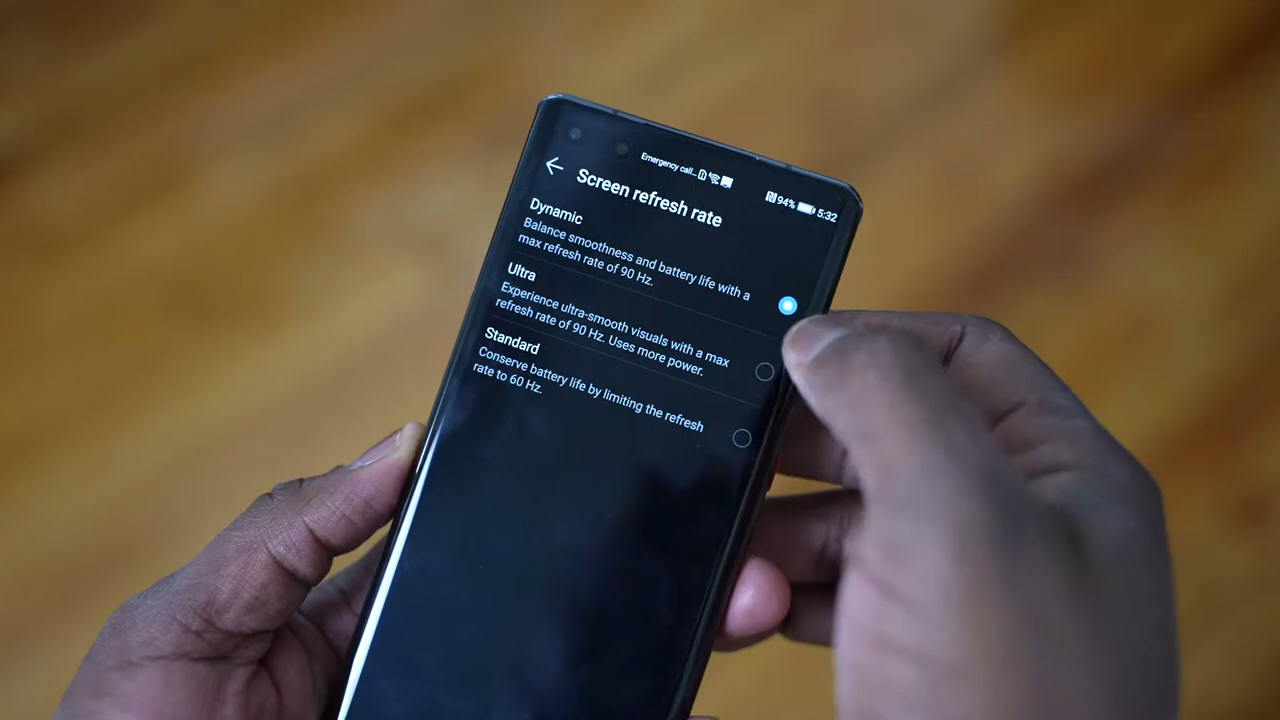 Emergency call... 94% 5:32
Screen refresh rate
Dynamic
Balance smoothness and battery life with a
max refresh rate of 90 Hz.
Ultra
Experience ultra-smooth visuals with a max
refresh rate of 90 Hz. Uses more power.
Standard
Conserve battery life by limiting the refresh
rate to 60 Hz.